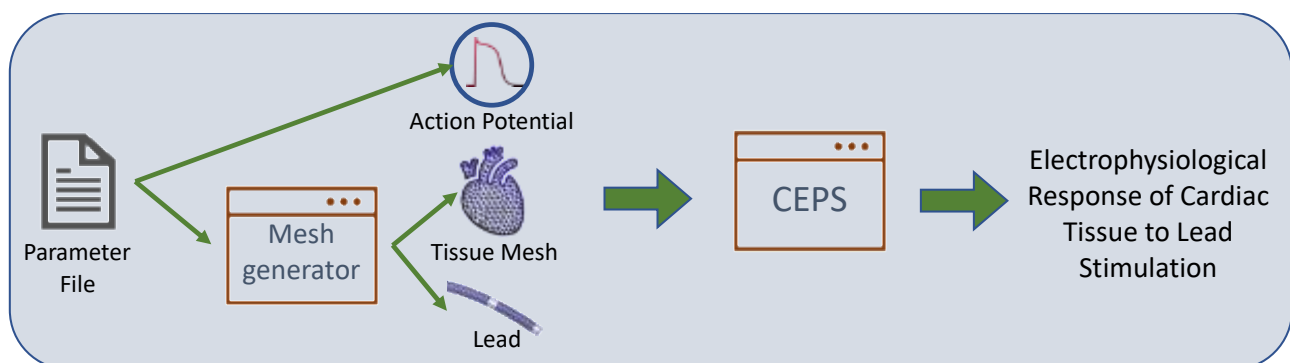 Parameter
File
Mesh
generator
Action Potential
Tissue Mesh
Lead
CEPS
Electrophysiological
Response of Cardiac
Tissue to Lead
Stimulation